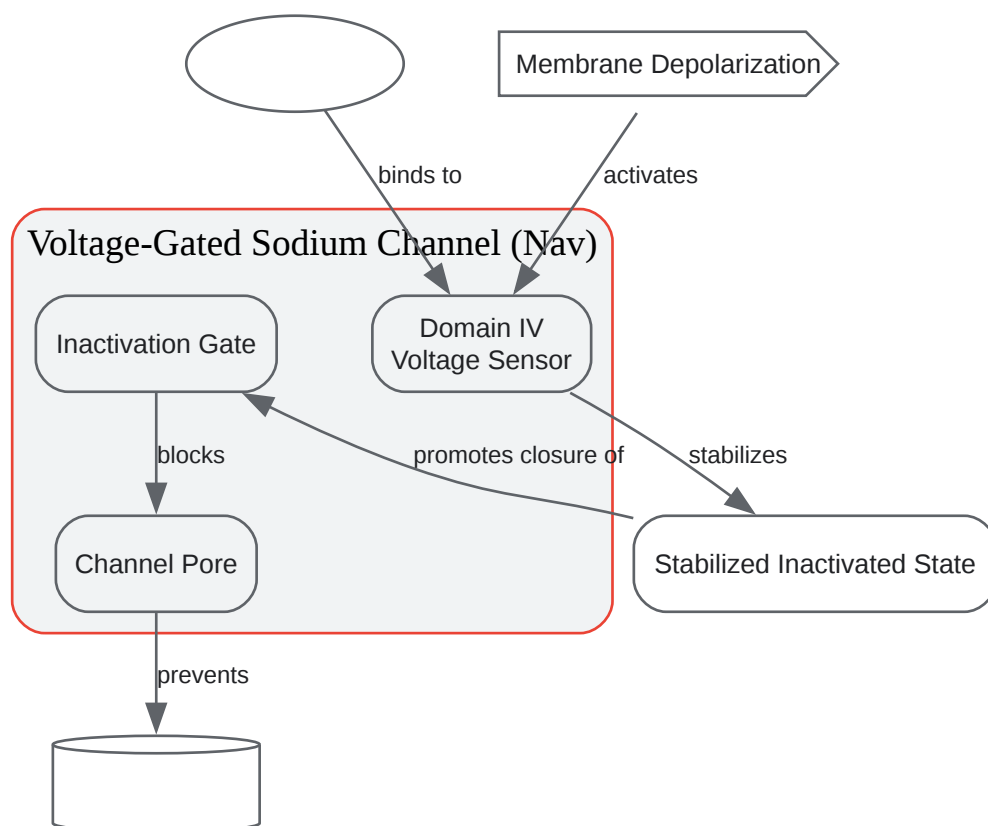 Membrane Depolarization
binds to
activates
Voltage-Gated Sodium Channel (Nav)
Inactivation Gate
Domain IV
Voltage Sensor
blocks
promotes closure of
stabilizes
Channel Pore
Stabilized Inactivated State
prevents